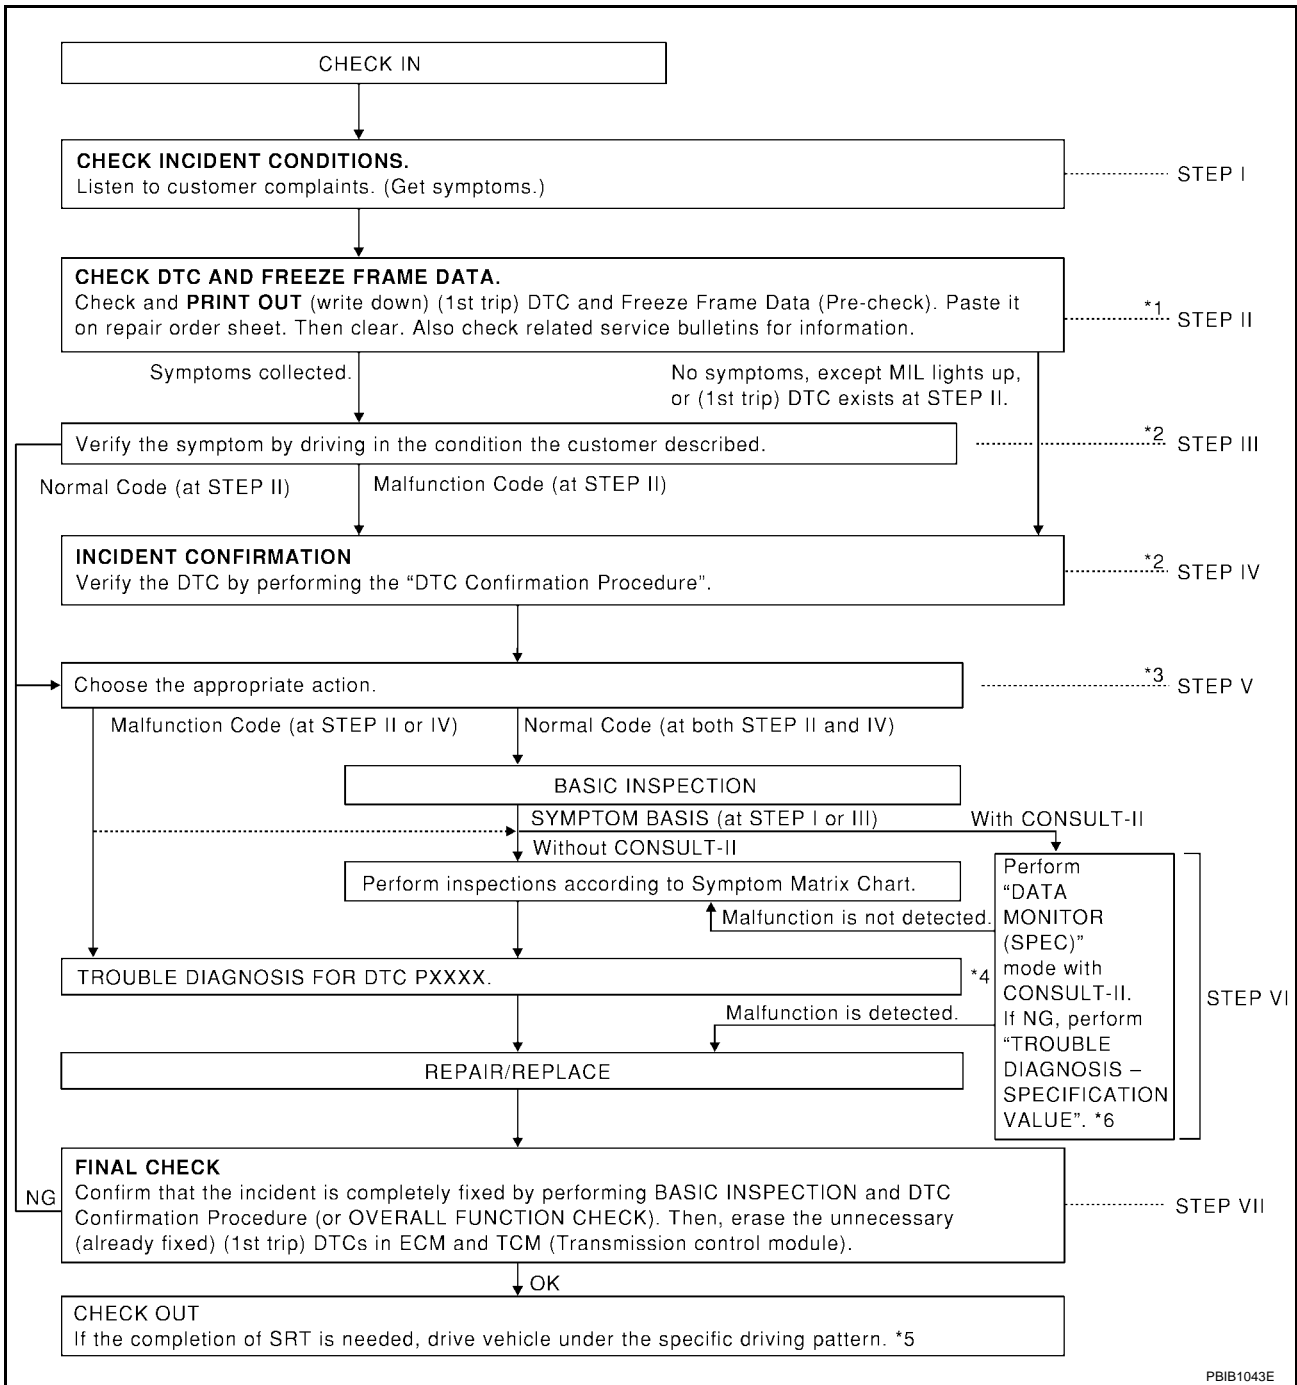 CHECK IN
CHECK INCIDENT CONDITIONS.
Listen to customer complaints. (Get symptoms.)
STEP I
CHECK DTC AND FREEZE FRAME DATA.
Check and PRINT OUT (write down) (1st trip) DTC and Freeze Frame Data (Pre-check). Paste it
on repair order sheet. Then clear. Also check related service bulletins for information.
*1 STEP II
Symptoms collected.
No symptoms, except MIL lights up,
or (1st trip) DTC exists at STEP II.
Verify the symptom by driving in the condition the customer described.
*2 STEP III
Normal Code (at STEP II)
Malfunction Code (at STEP II)
INCIDENT CONFIRMATION
Verify the DTC by performing the “DTC Confirmation Procedure”.
*2 STEP IV
Choose the appropriate action.
*3 STEP V
Malfunction Code (at STEP II or IV)
Normal Code (at both STEP II and IV)
BASIC INSPECTION
SYMPTOM BASIS (at STEP I or III)
With CONSULT-II
Without CONSULT-II
Perform inspections according to Symptom Matrix Chart.
Malfunction is not detected.
Perform
“DATA
MONITOR
(SPEC)”
mode with
CONSULT-II.
If NG, perform
“TROUBLE
DIAGNOSIS –
SPECIFICATION
VALUE”. *6
STEP VI
TROUBLE DIAGNOSIS FOR DTC PXXXX.
*4
Malfunction is detected.
REPAIR/REPLACE
FINAL CHECK
Confirm that the incident is completely fixed by performing BASIC INSPECTION and DTC
Confirmation Procedure (or OVERALL FUNCTION CHECK). Then, erase the unnecessary
(already fixed) (1st trip) DTCs in ECM and TCM (Transmission control module).
NG
STEP VII
OK
CHECK OUT
If the completion of SRT is needed, drive vehicle under the specific driving pattern. *5
PBIB1043E